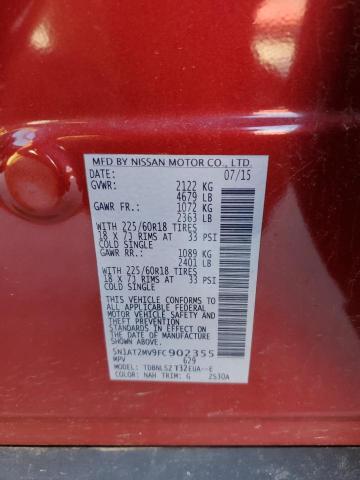 MFD BY NISSAN MOTOR CO., LTD.
DATE: 07/15
GVWR: 2122 KG
4679 LB
GAWR FR.: 1072 KG
2363 LB
WITH 225/60R18 TIRES
18 X 7J RIMS AT 33 PSI
COLD SINGLE
GAWR RR.: 1089 KG
2401 LB
WITH 225/60R18 TIRES
18 X 7J RIMS AT 33 PSI
COLD SINGLE
THIS VEHICLE CONFORMS TO
ALL APPLICABLE FEDERAL
MOTOR VEHICLE SAFETY
STANDARDS IN EFFECT ON
THE DATE OF MANUFACTURE
SHOWN ABOVE.
5N1AT2MV9FC902355
MPV 629
MODEL: TDBNLSZ T32EUA--E
COLOR: NAH TRIM: G 2530A